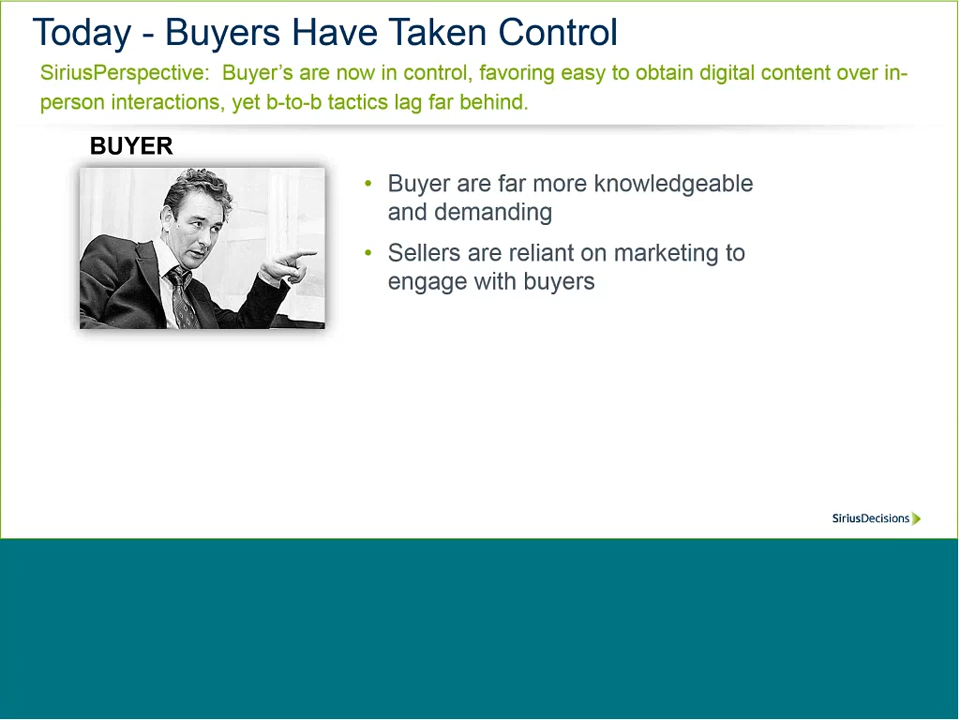 Today - Buyers Have Taken Control
SiriusPerspective: Buyer's are now in control, favoring easy to obtain digital content over in-
person interactions, yet b-to-b tactics lag far behind.
BUYER
• Buyer are far more knowledgeable
and demanding
• Sellers are reliant on marketing to
engage with buyers
SiriusDecisions